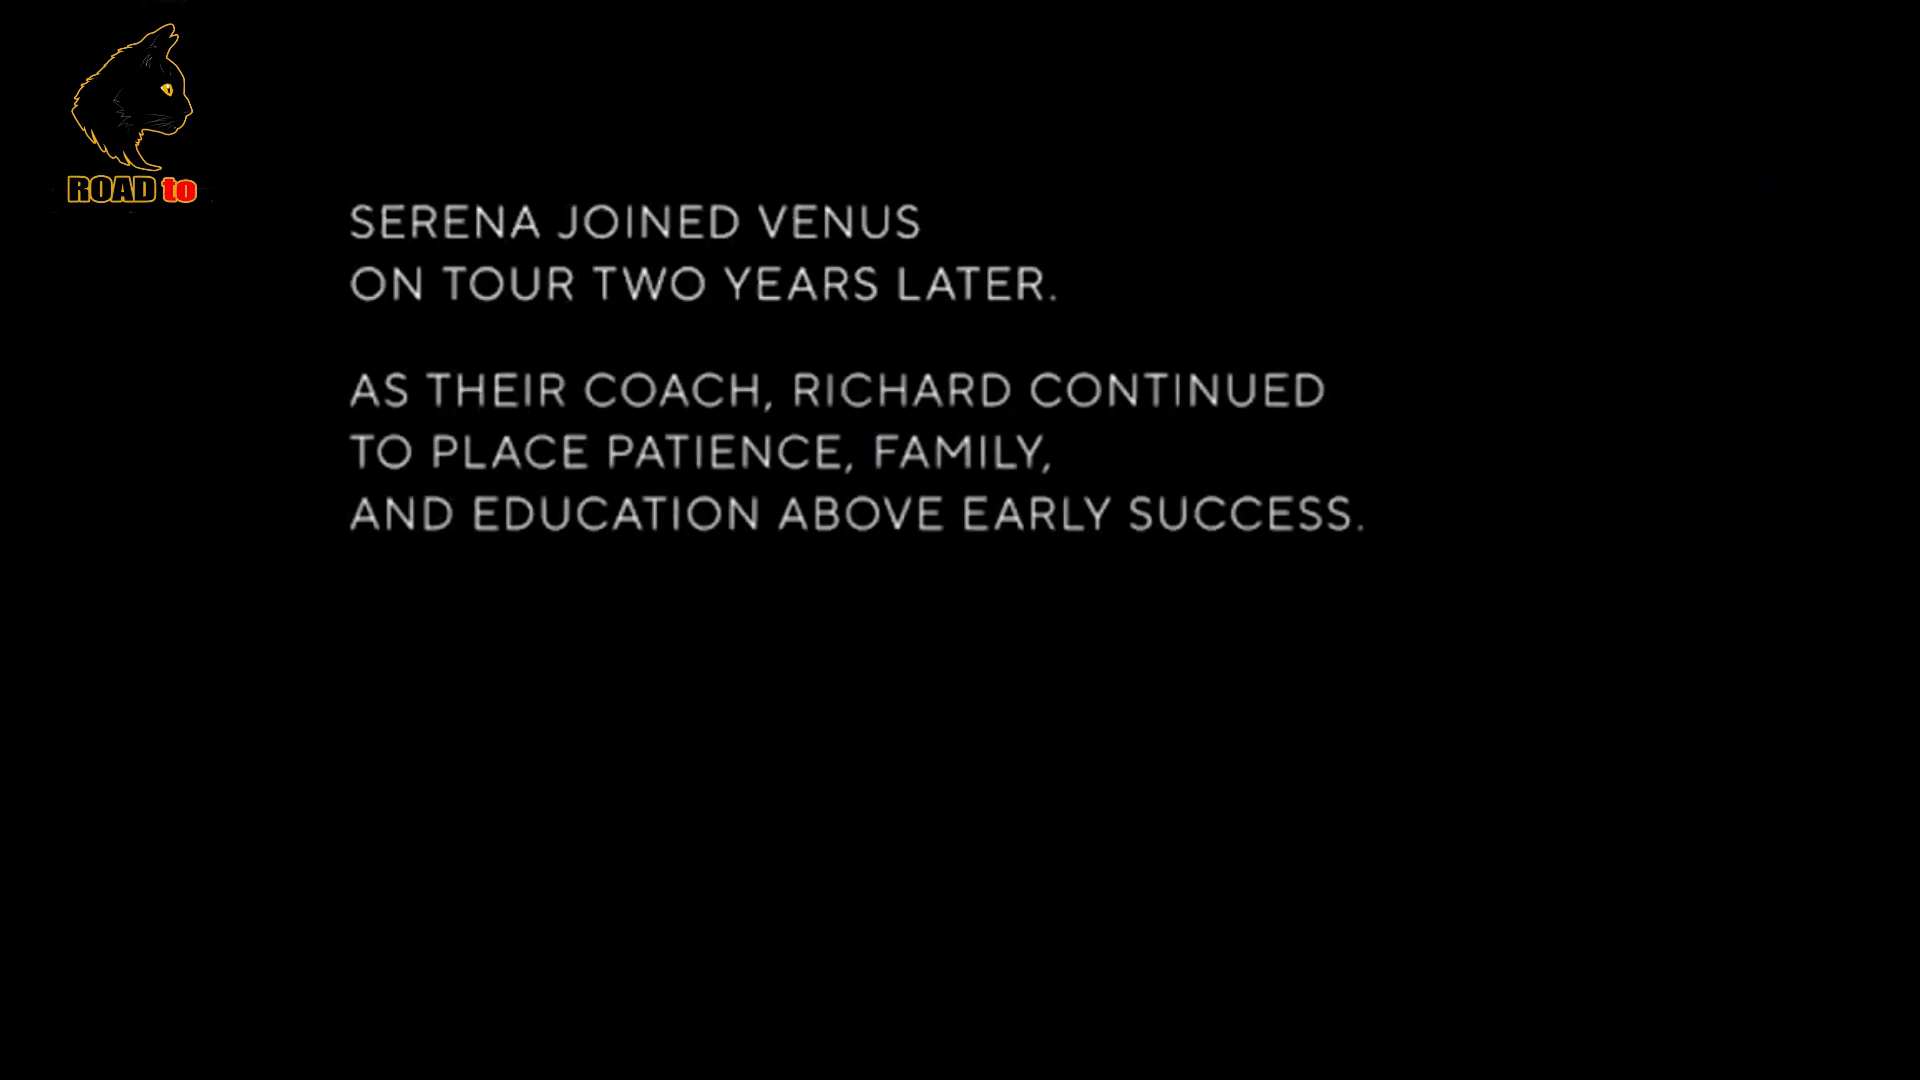 ROAD to
SERENA JOINED VENUS
ON TOUR TWO YEARS LATER.
AS THEIR COACH, RICHARD CONTINUED
TO PLACE PATIENCE, FAMILY,
AND EDUCATION ABOVE EARLY SUCCESS.